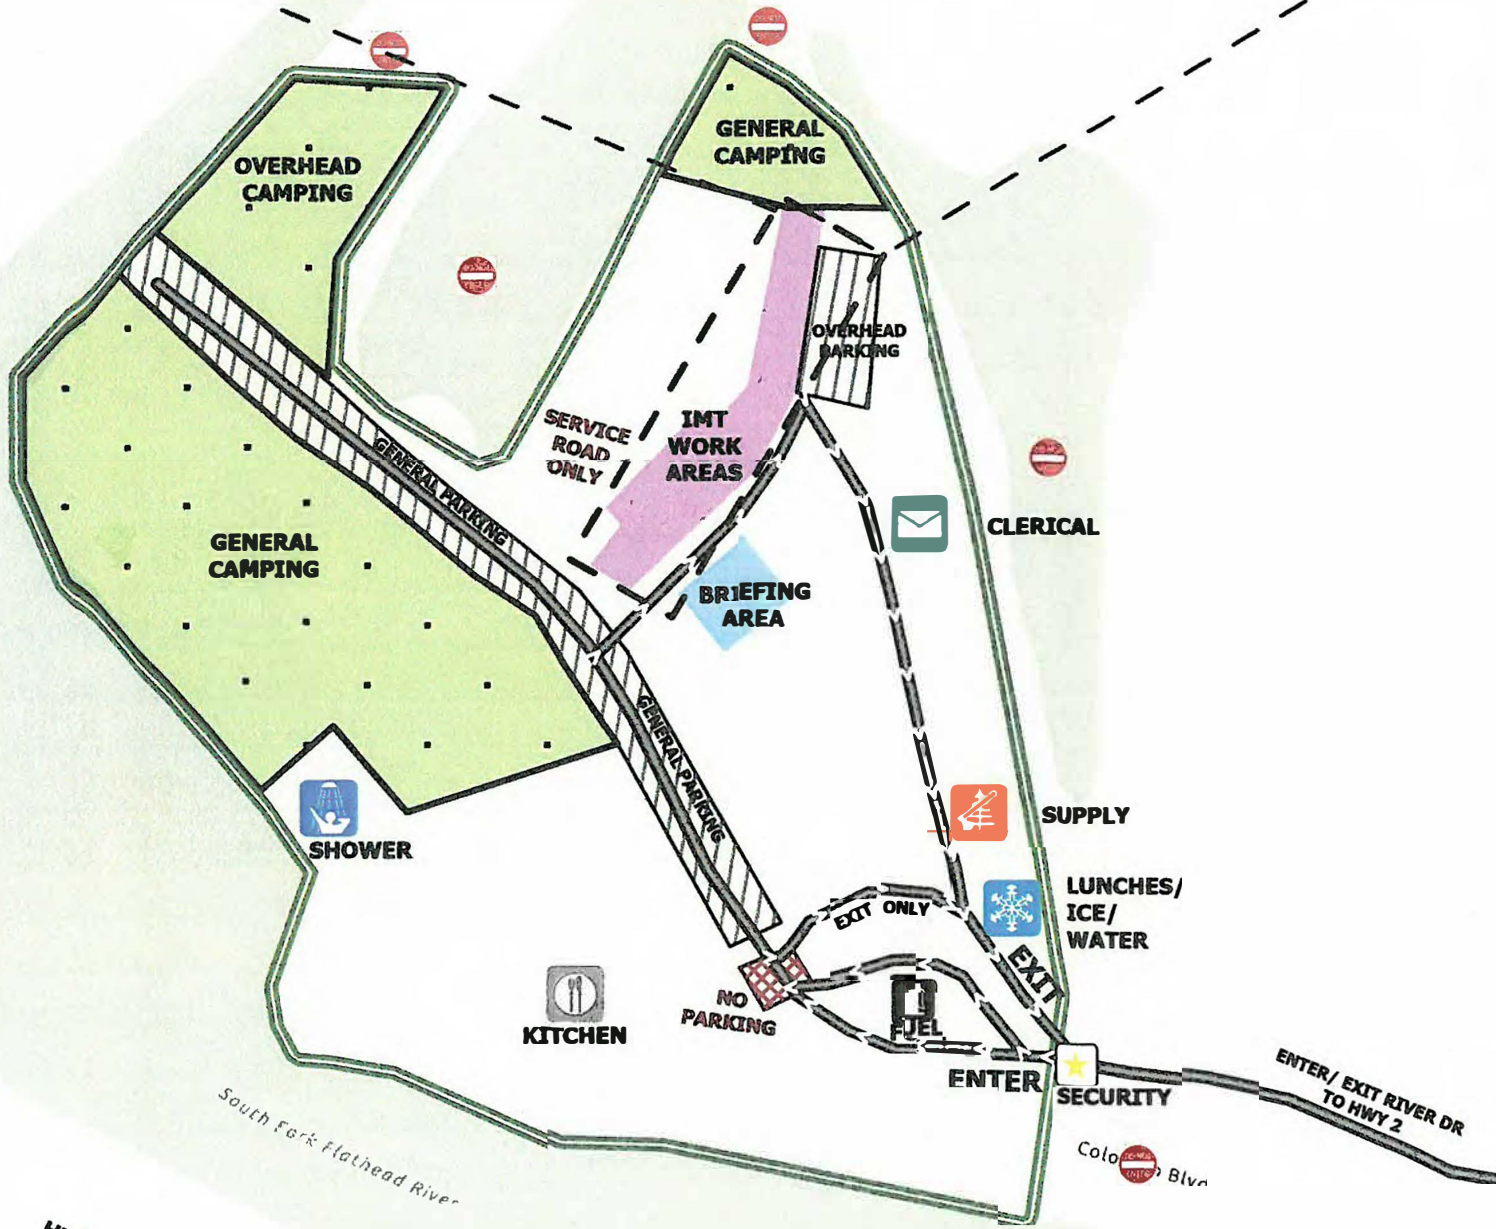 GENERAL
CAMPING
OVERHEAD
CAMPING
OVERHEAD
PARKING
SERVICE
ROAD
ONLY
IMT
WORK
AREAS
GENERAL PARKING
CLERICAL
GENERAL
CAMPING
BRIEFING
AREA
GENERAL PARKING
SUPPLY
SHOWER
LUNCHES/
ICE/
WATER
EXIT ONLY
EXIT
NO
PARKING
KITCHEN
FUEL
ENTER
SECURITY
ENTER/ EXIT RIVER DR
TO HWY 2
South Fork Flathead River
Blvd